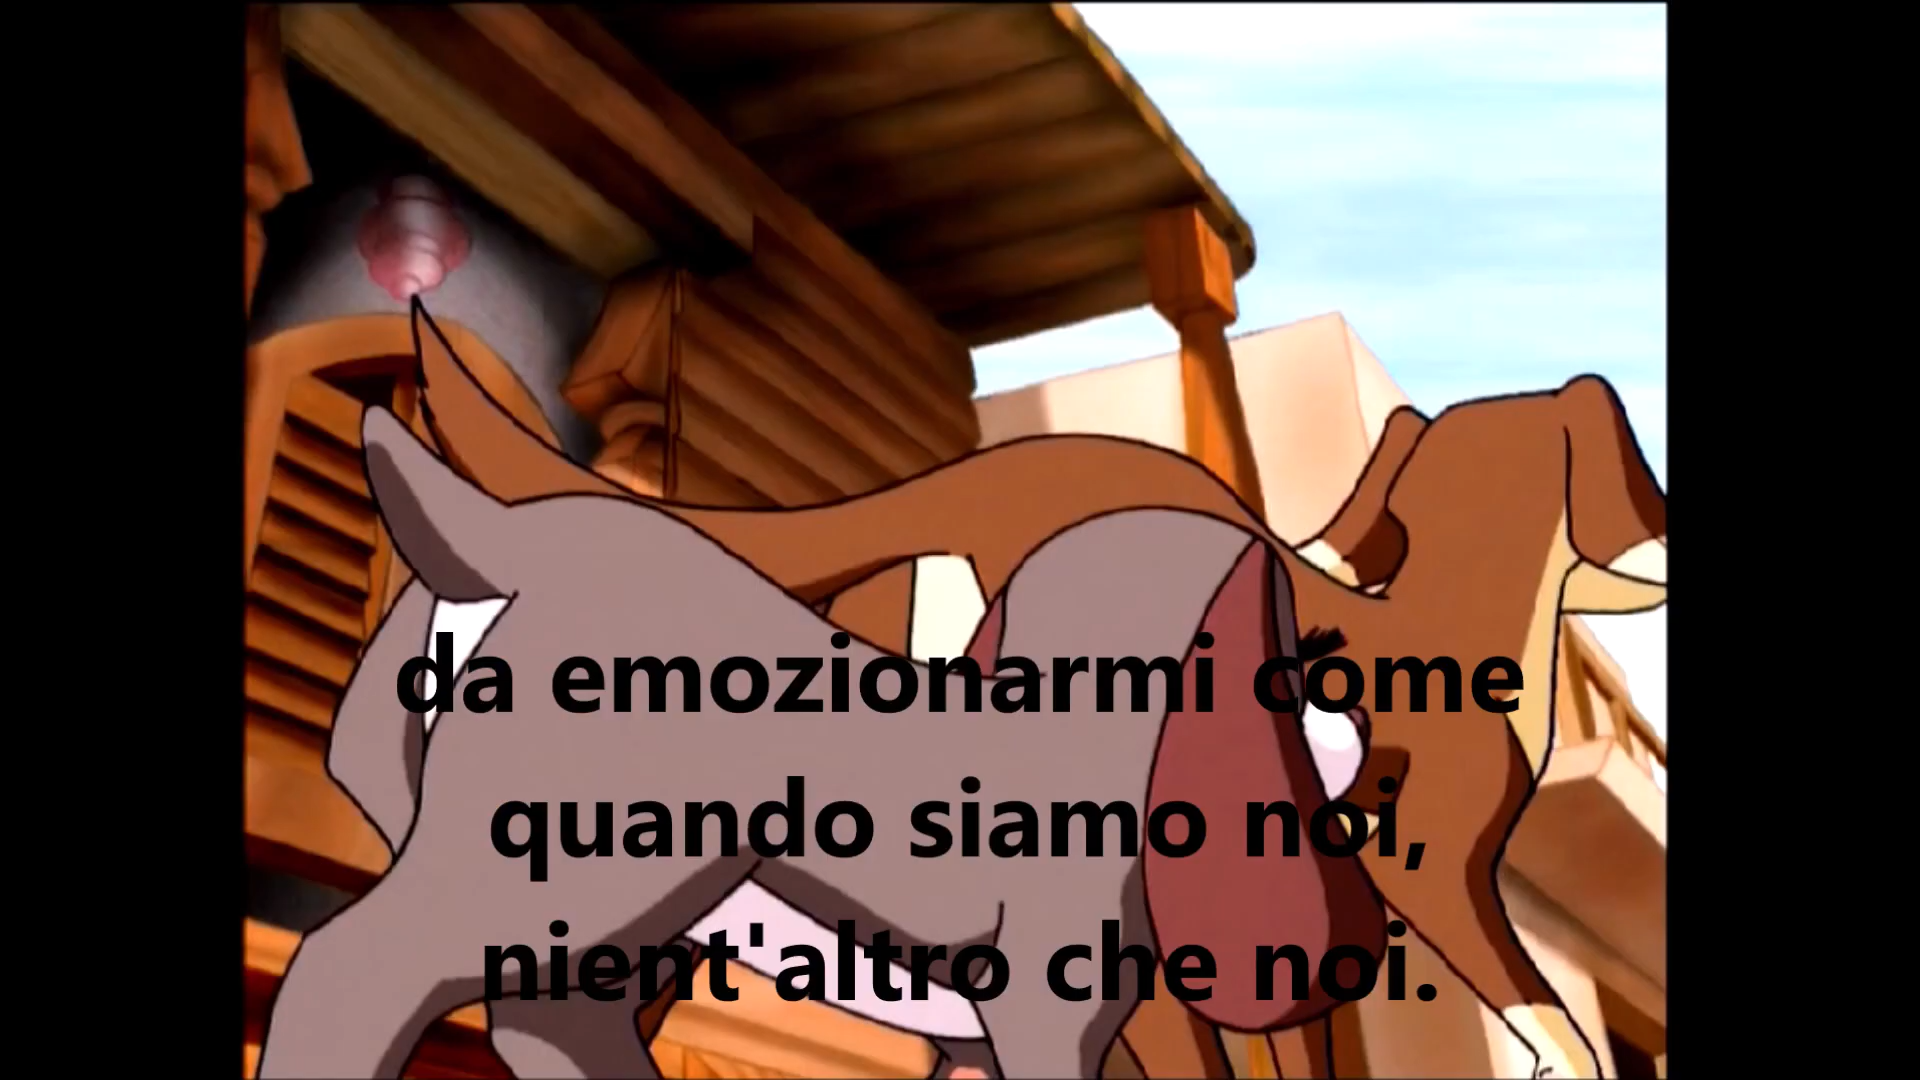 da emozionarmi come
quando siamo noi,
nient'altro che noi.